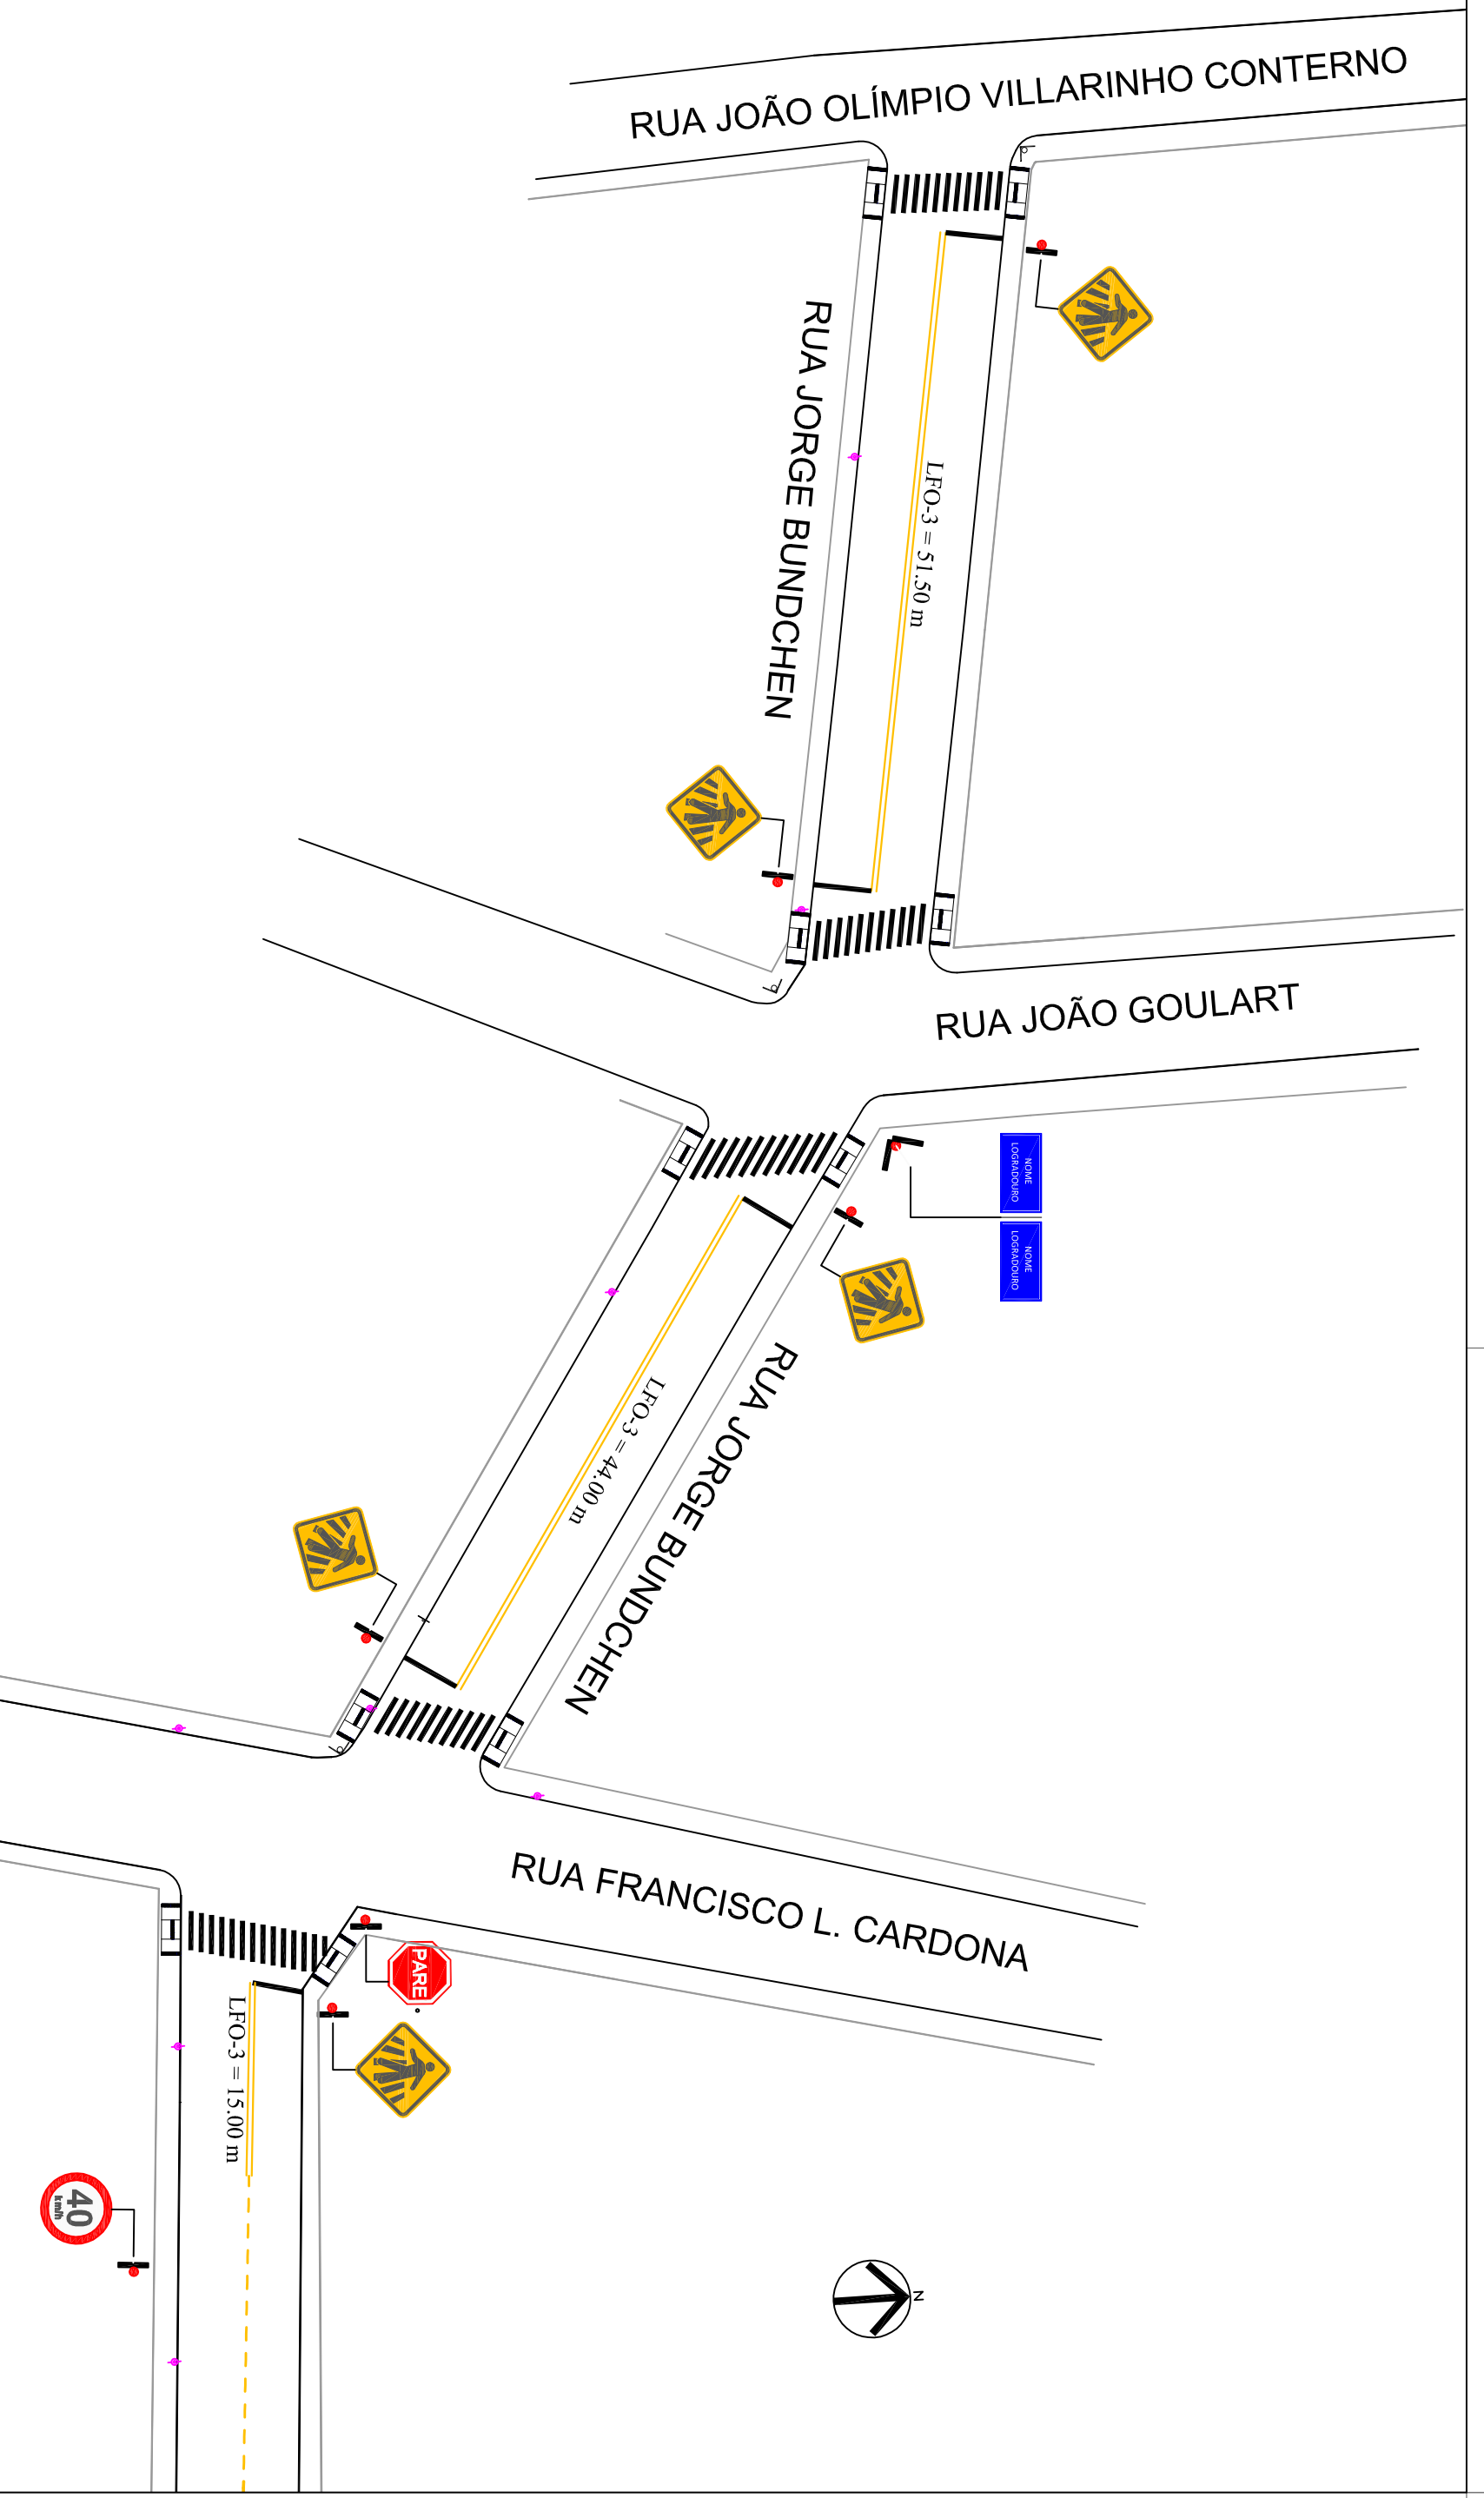 RUA JOÃO OLÍMPIO VILLARINHO CONTERNO
RUA JORGE BUNDCHEN
LFO-3 = 51.50 m
RUA JOÃO GOULART
NOME
LOGRADOURO
NOME
LOGRADOURO
LFO-3 = 44.00 m
RUA JORGE BUNDCHEN
RUA FRANCISCO L. CARDONA
PARE
LFO-3 = 15.00 m
40
km/h
N